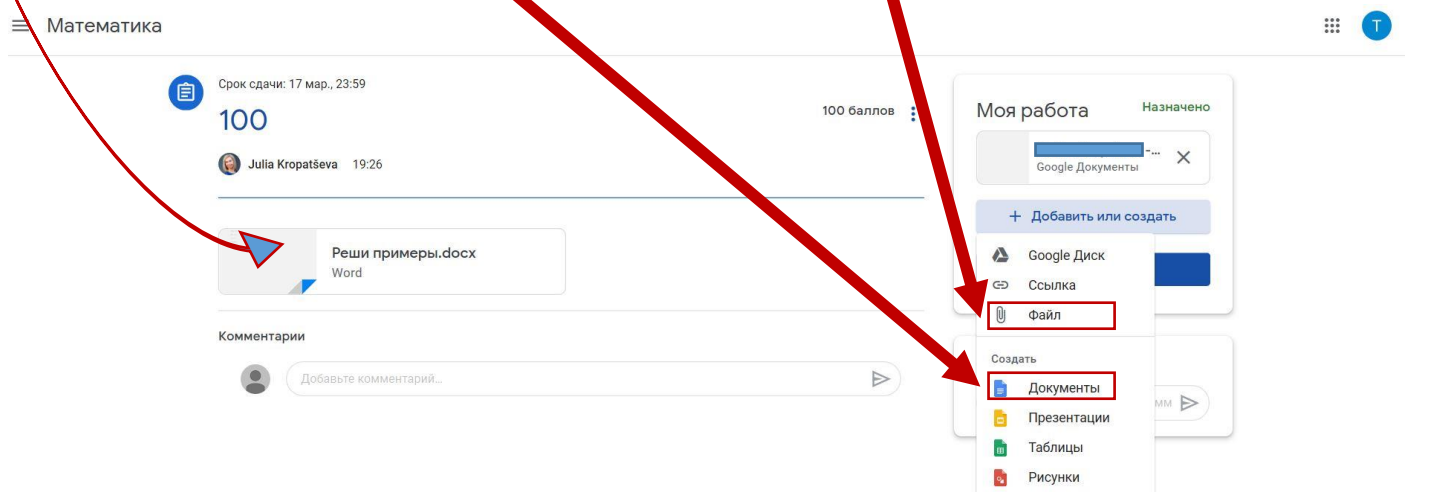 Математика
T
Срок сдачи: 17 мар., 23:59
100
100 баллов
Julia Kropatševa 19:26
Реши примеры.docx
Word
Комментарии
Добавьте комментарий...
Моя работа
Назначено
-...
Google Документы
+ Добавить или создать
Google Диск
Ссылка
Файл
Создать
Документы
мм
Презентации
Таблицы
Рисунки